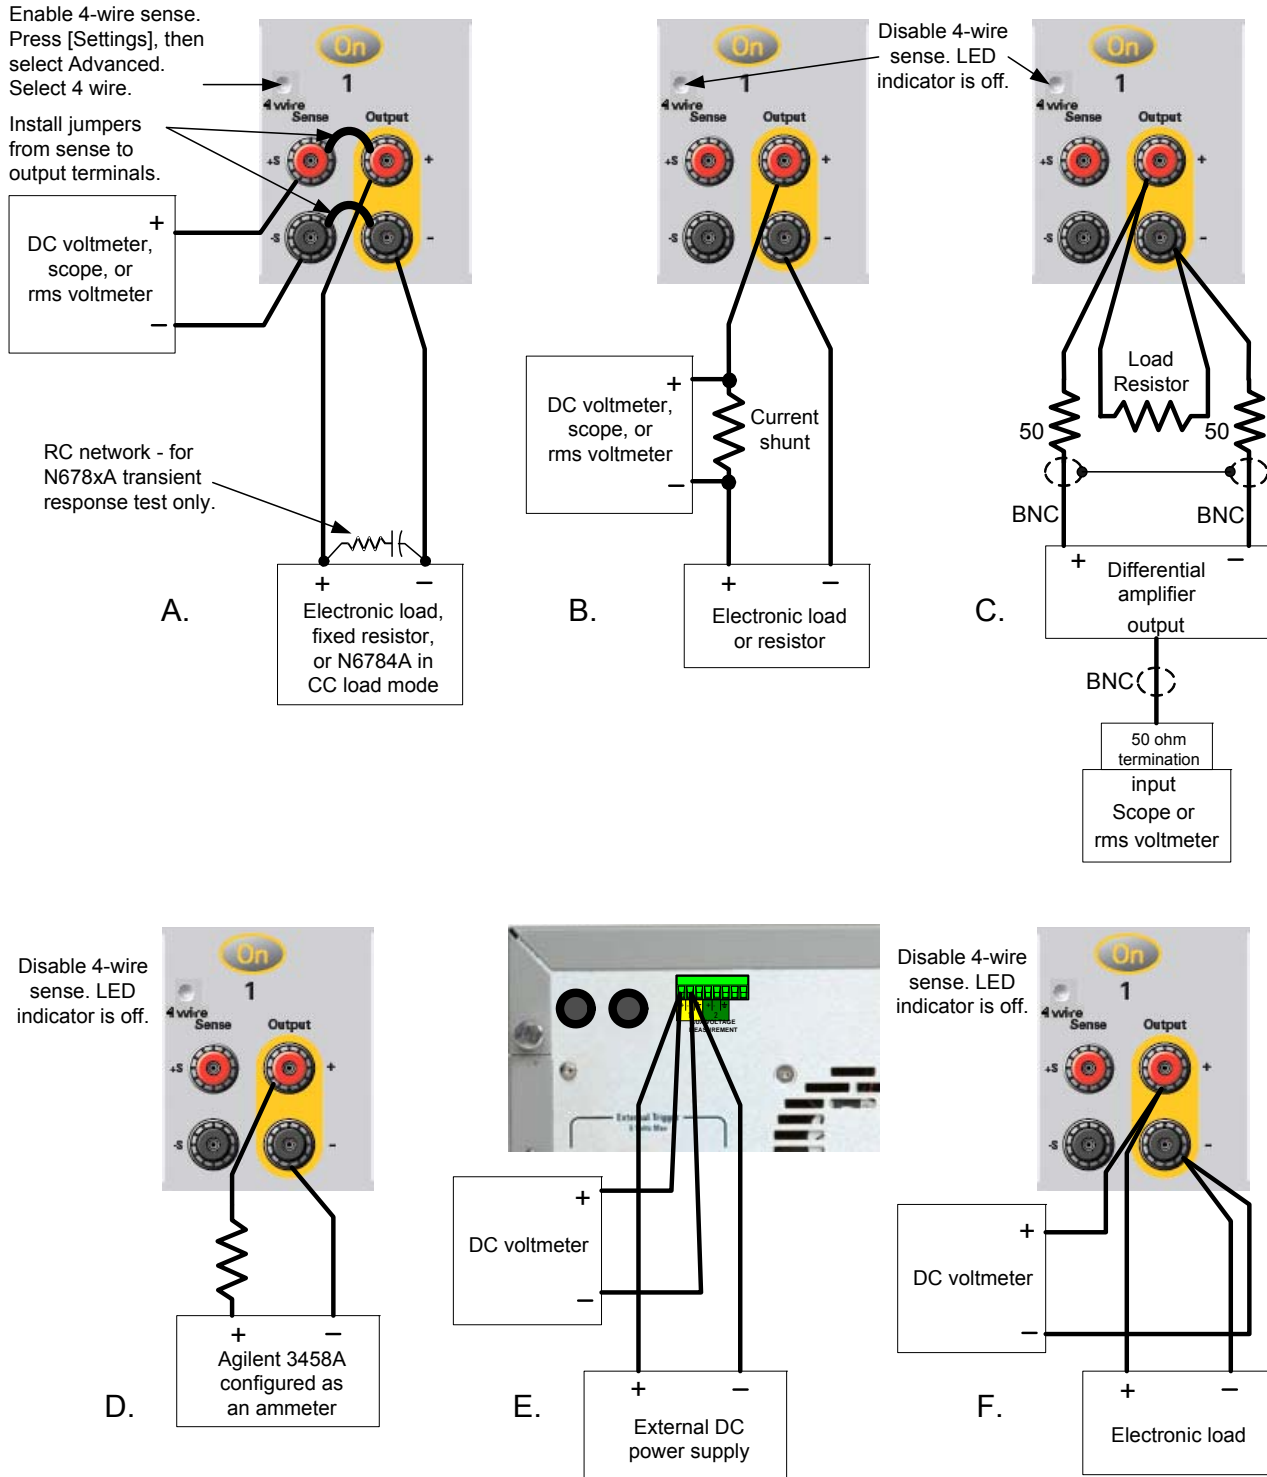 Enable 4-wire sense.
Press [Settings], then
select Advanced.
Select 4 wire.
Install jumpers
from sense to
output terminals.
On
1
4 wire
Sense
Output
+S
+
-S
-
+
DC voltmeter,
scope, or
rms voltmeter
–
RC network - for
N678xA transient
response test only.
+
–
Electronic load,
fixed resistor,
or N6784A in
CC load mode
A.
On
1
4 wire
Sense
Output
+S
+
-S
-
+
DC voltmeter,
scope, or
rms voltmeter
–
Current
shunt
+
–
Electronic load
or resistor
B.
Disable 4-wire
sense. LED
indicator is off.
On
1
4 wire
Sense
Output
+S
+
-S
-
Load
Resistor
50
50
BNC
BNC
+
–
Differential
amplifier
output
BNC
50 ohm
termination
input
Scope or
rms voltmeter
C.
Disable 4-wire
sense. LED
indicator is off.
On
1
4 wire
Sense
Output
+S
+
-S
-
+
–
Agilent 3458A
configured as
an ammeter
D.
VOLTAGE
MEASUREMENT
External Trigger
+
DC voltmeter
–
+
–
External DC
power supply
E.
Disable 4-wire
sense. LED
indicator is off.
On
1
4 wire
Sense
Output
+S
+
-S
-
+
DC voltmeter
–
+
–
Electronic load
F.